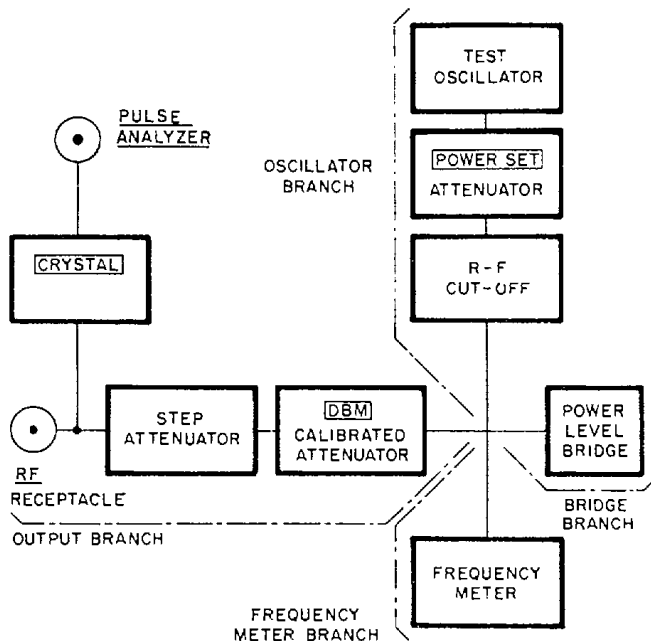 TEST
OSCILLATOR
PULSE
ANALYZER
POWER SET
ATTENUATOR
OSCILLATOR
BRANCH
CRYSTAL
R-F
CUT-OFF
STEP
ATTENUATOR
DBM
CALIBRATED
ATTENUATOR
POWER
LEVEL
BRIDGE
RF
RECEPTACLE
OUTPUT BRANCH
BRIDGE
BRANCH
FREQUENCY
METER
FREQUENCY
METER BRANCH